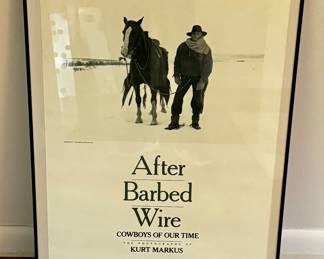 After
Barbed
Wire
COWBOYS OF OUR TIME
THE PHOTOGRAPHS OF
KURT MARKUS